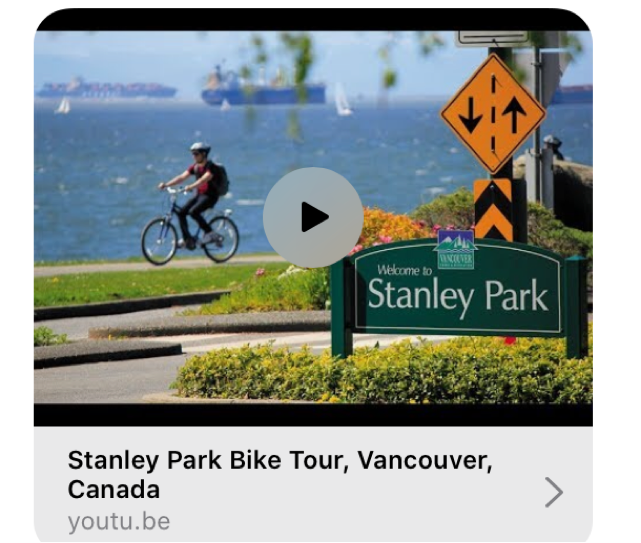 VANCOUVER
Welcome to
Stanley Park
Stanley Park Bike Tour, Vancouver,
Canada
youtu.be